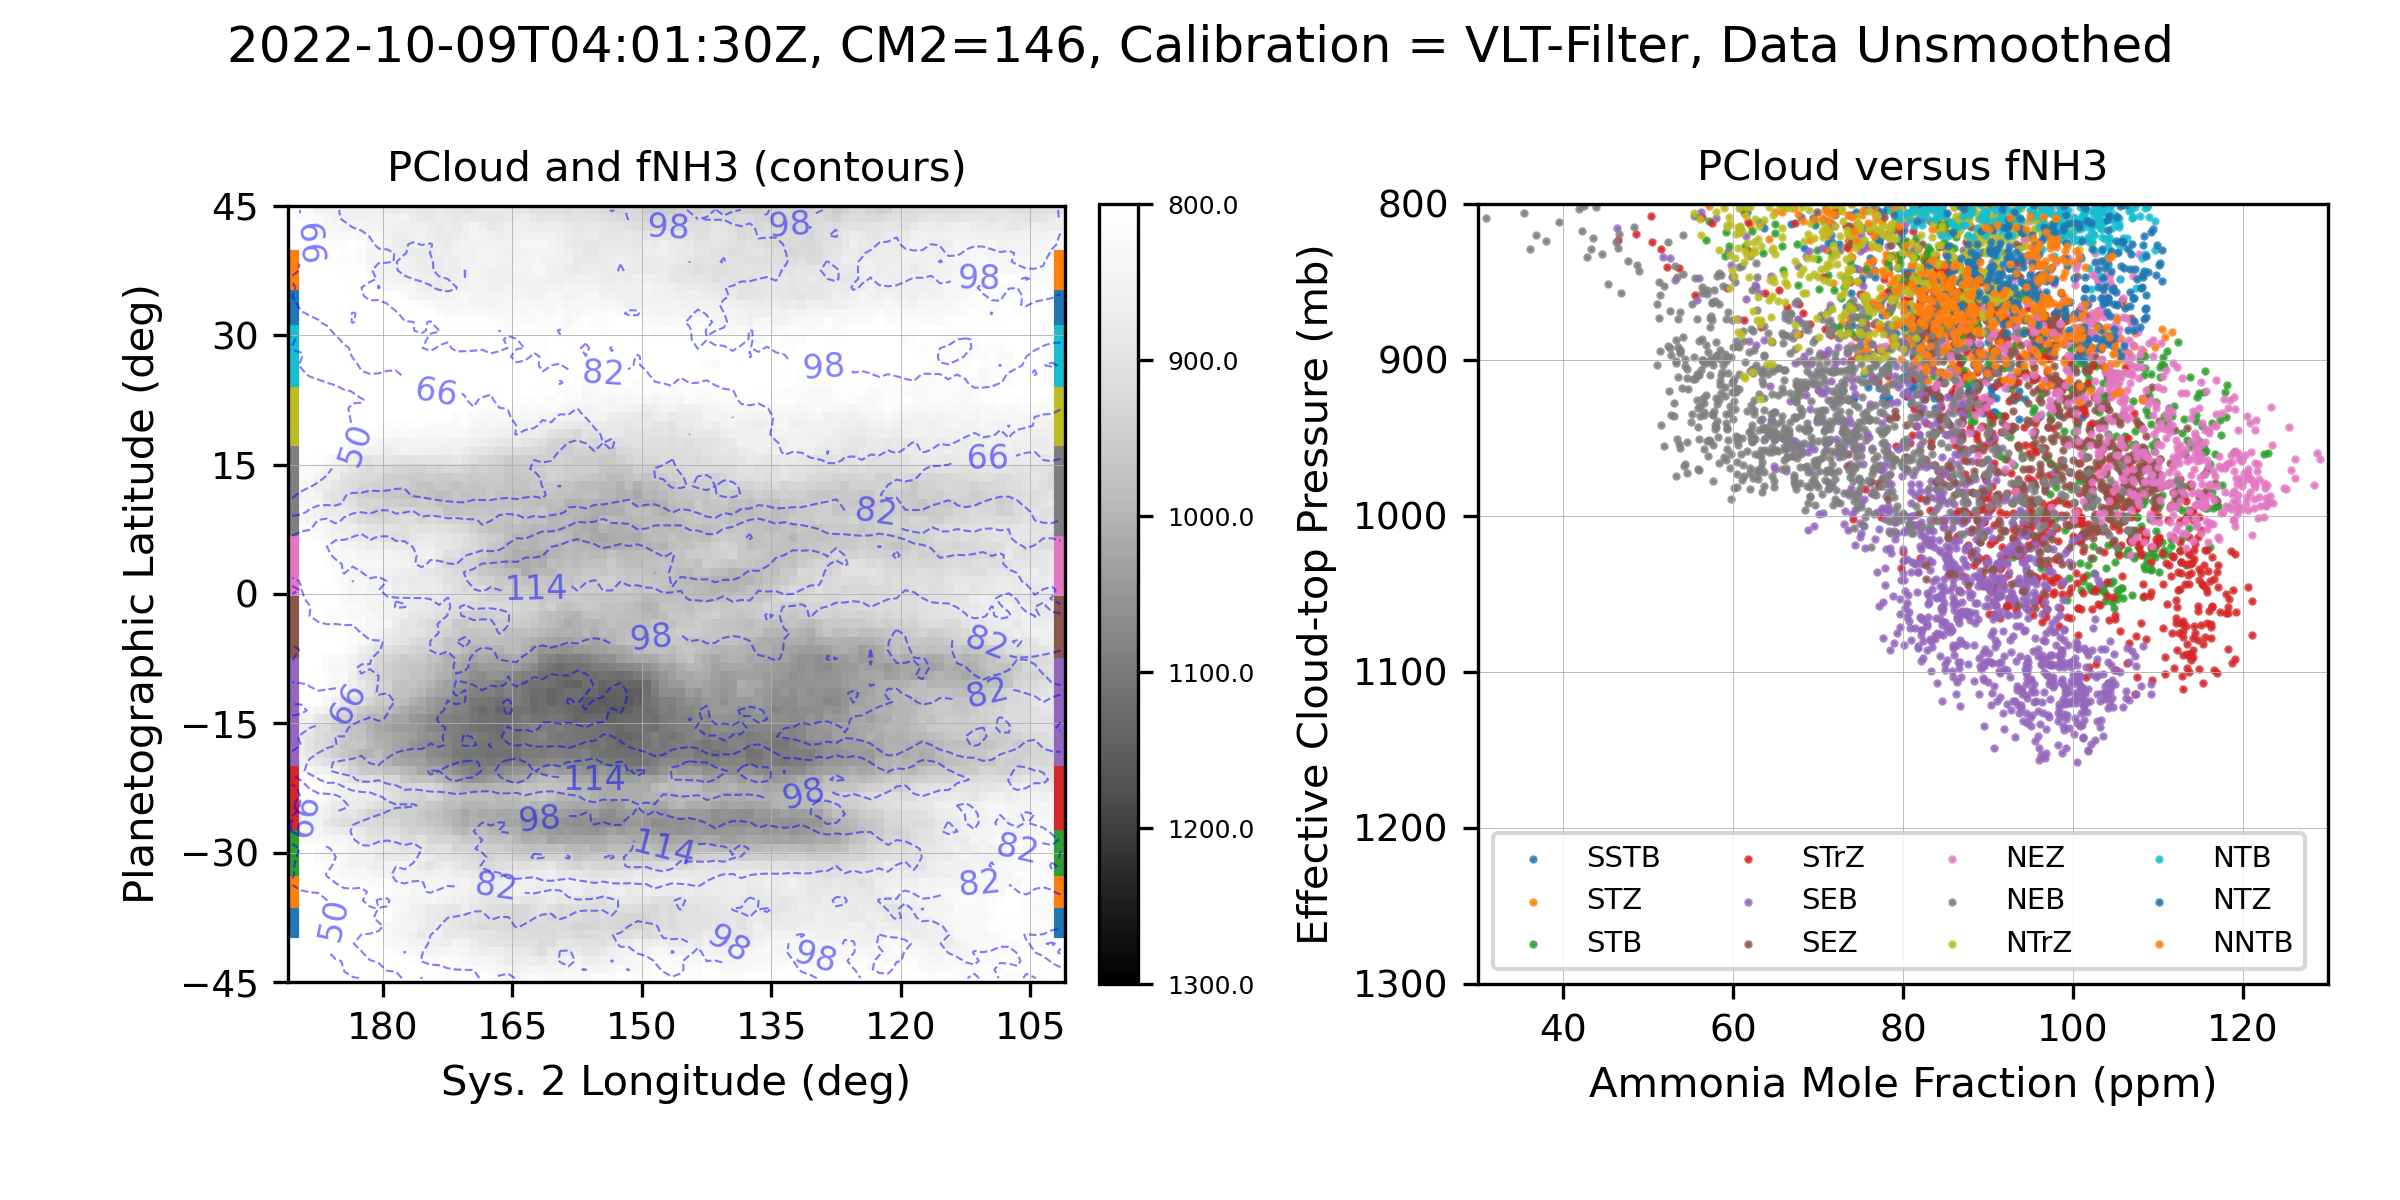 2022-10-09T04:01:30Z, CM2=146, Calibration = VLT-Filter, Data Unsmoothed
PCloud and fNH3 (contours)
Planetographic Latitude (deg)
45
30
15
0
−15
−30
−45
180 165 150 135 120 105
Sys. 2 Longitude (deg)
66 98 98
98
66 82 98
50 66
82
114
98 82
66 82
114
66 98 98
114 82
82 82
50 98 98
800.0
900.0
1000.0
1100.0
1200.0
1300.0
PCloud versus fNH3
Effective Cloud-top Pressure (mb)
800
900
1000
1100
1200
1300
SSTB STrZ NEZ NTB
STZ SEB NEB NTZ
STB SEZ NTrZ NNTB
40 60 80 100 120
Ammonia Mole Fraction (ppm)